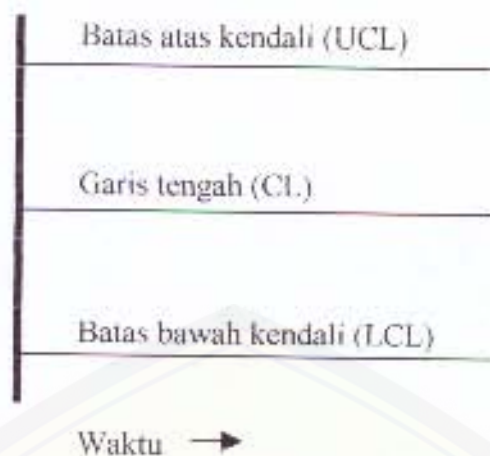 Batas atas kendali (UCL)
Garis tengah (CL)
Batas bawah kendali (LCL)
Waktu →